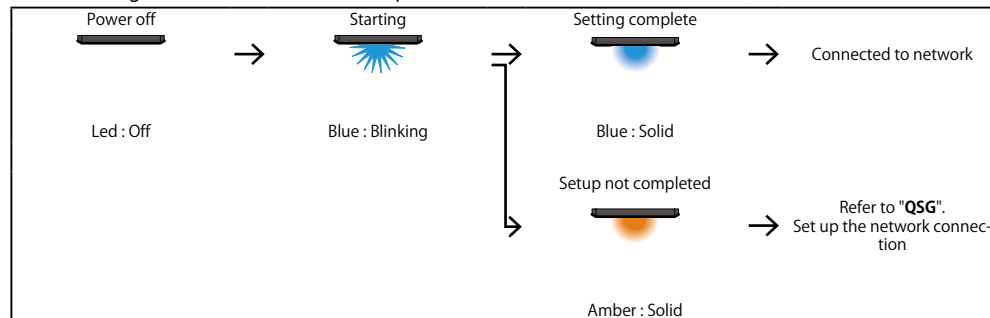 Power off
Starting
Setting complete
Connected to network
Led : Off
Blue : Blinking
Blue : Solid
Setup not completed
Refer to "QSG".
Set up the network connec-
tion
Amber : Solid